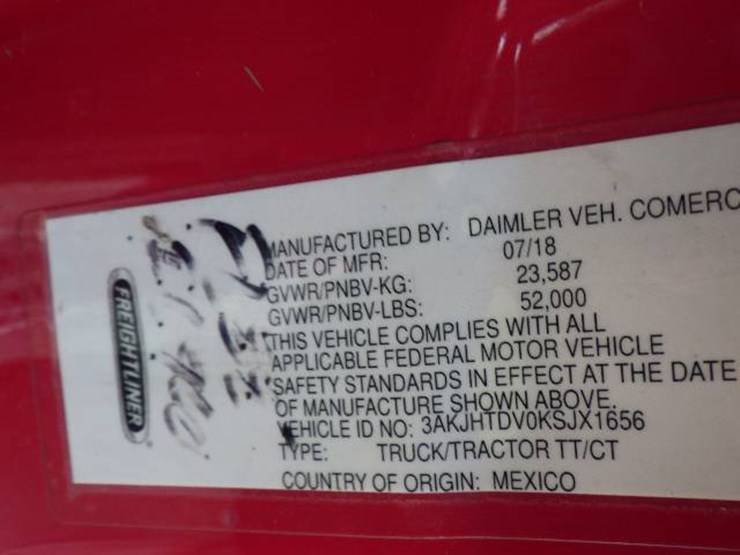 FREIGHTLINER
MANUFACTURED BY: DAIMLER VEH. COMERC
DATE OF MFR: 07/18
GVWR/PNBV-KG: 23,587
GVWR/PNBV-LBS: 52,000
THIS VEHICLE COMPLIES WITH ALL
APPLICABLE FEDERAL MOTOR VEHICLE
SAFETY STANDARDS IN EFFECT AT THE DATE
OF MANUFACTURE SHOWN ABOVE.
VEHICLE ID NO: 3AKJHTDV0KSJX1656
TYPE: TRUCK/TRACTOR TT/CT
COUNTRY OF ORIGIN: MEXICO